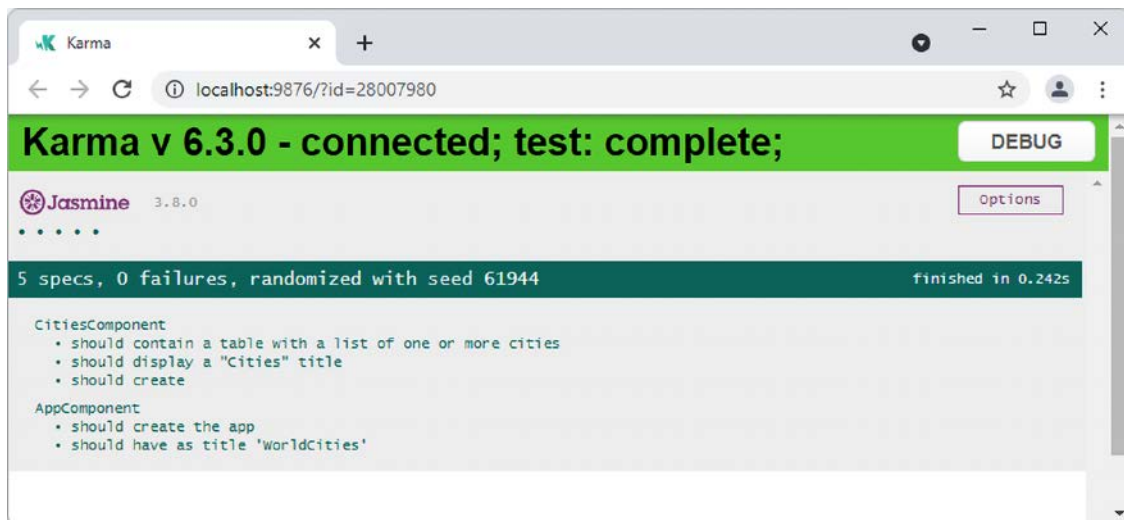 Karma
localhost:9876/?id=28007980
Karma v 6.3.0 - connected; test: complete;
DEBUG
Jasmine 3.8.0
Options
5 specs, 0 failures, randomized with seed 61944
finished in 0.242s
CitiesComponent
• should contain a table with a list of one or more cities
• should display a "Cities" title
• should create
AppComponent
• should create the app
• should have as title 'WorldCities'